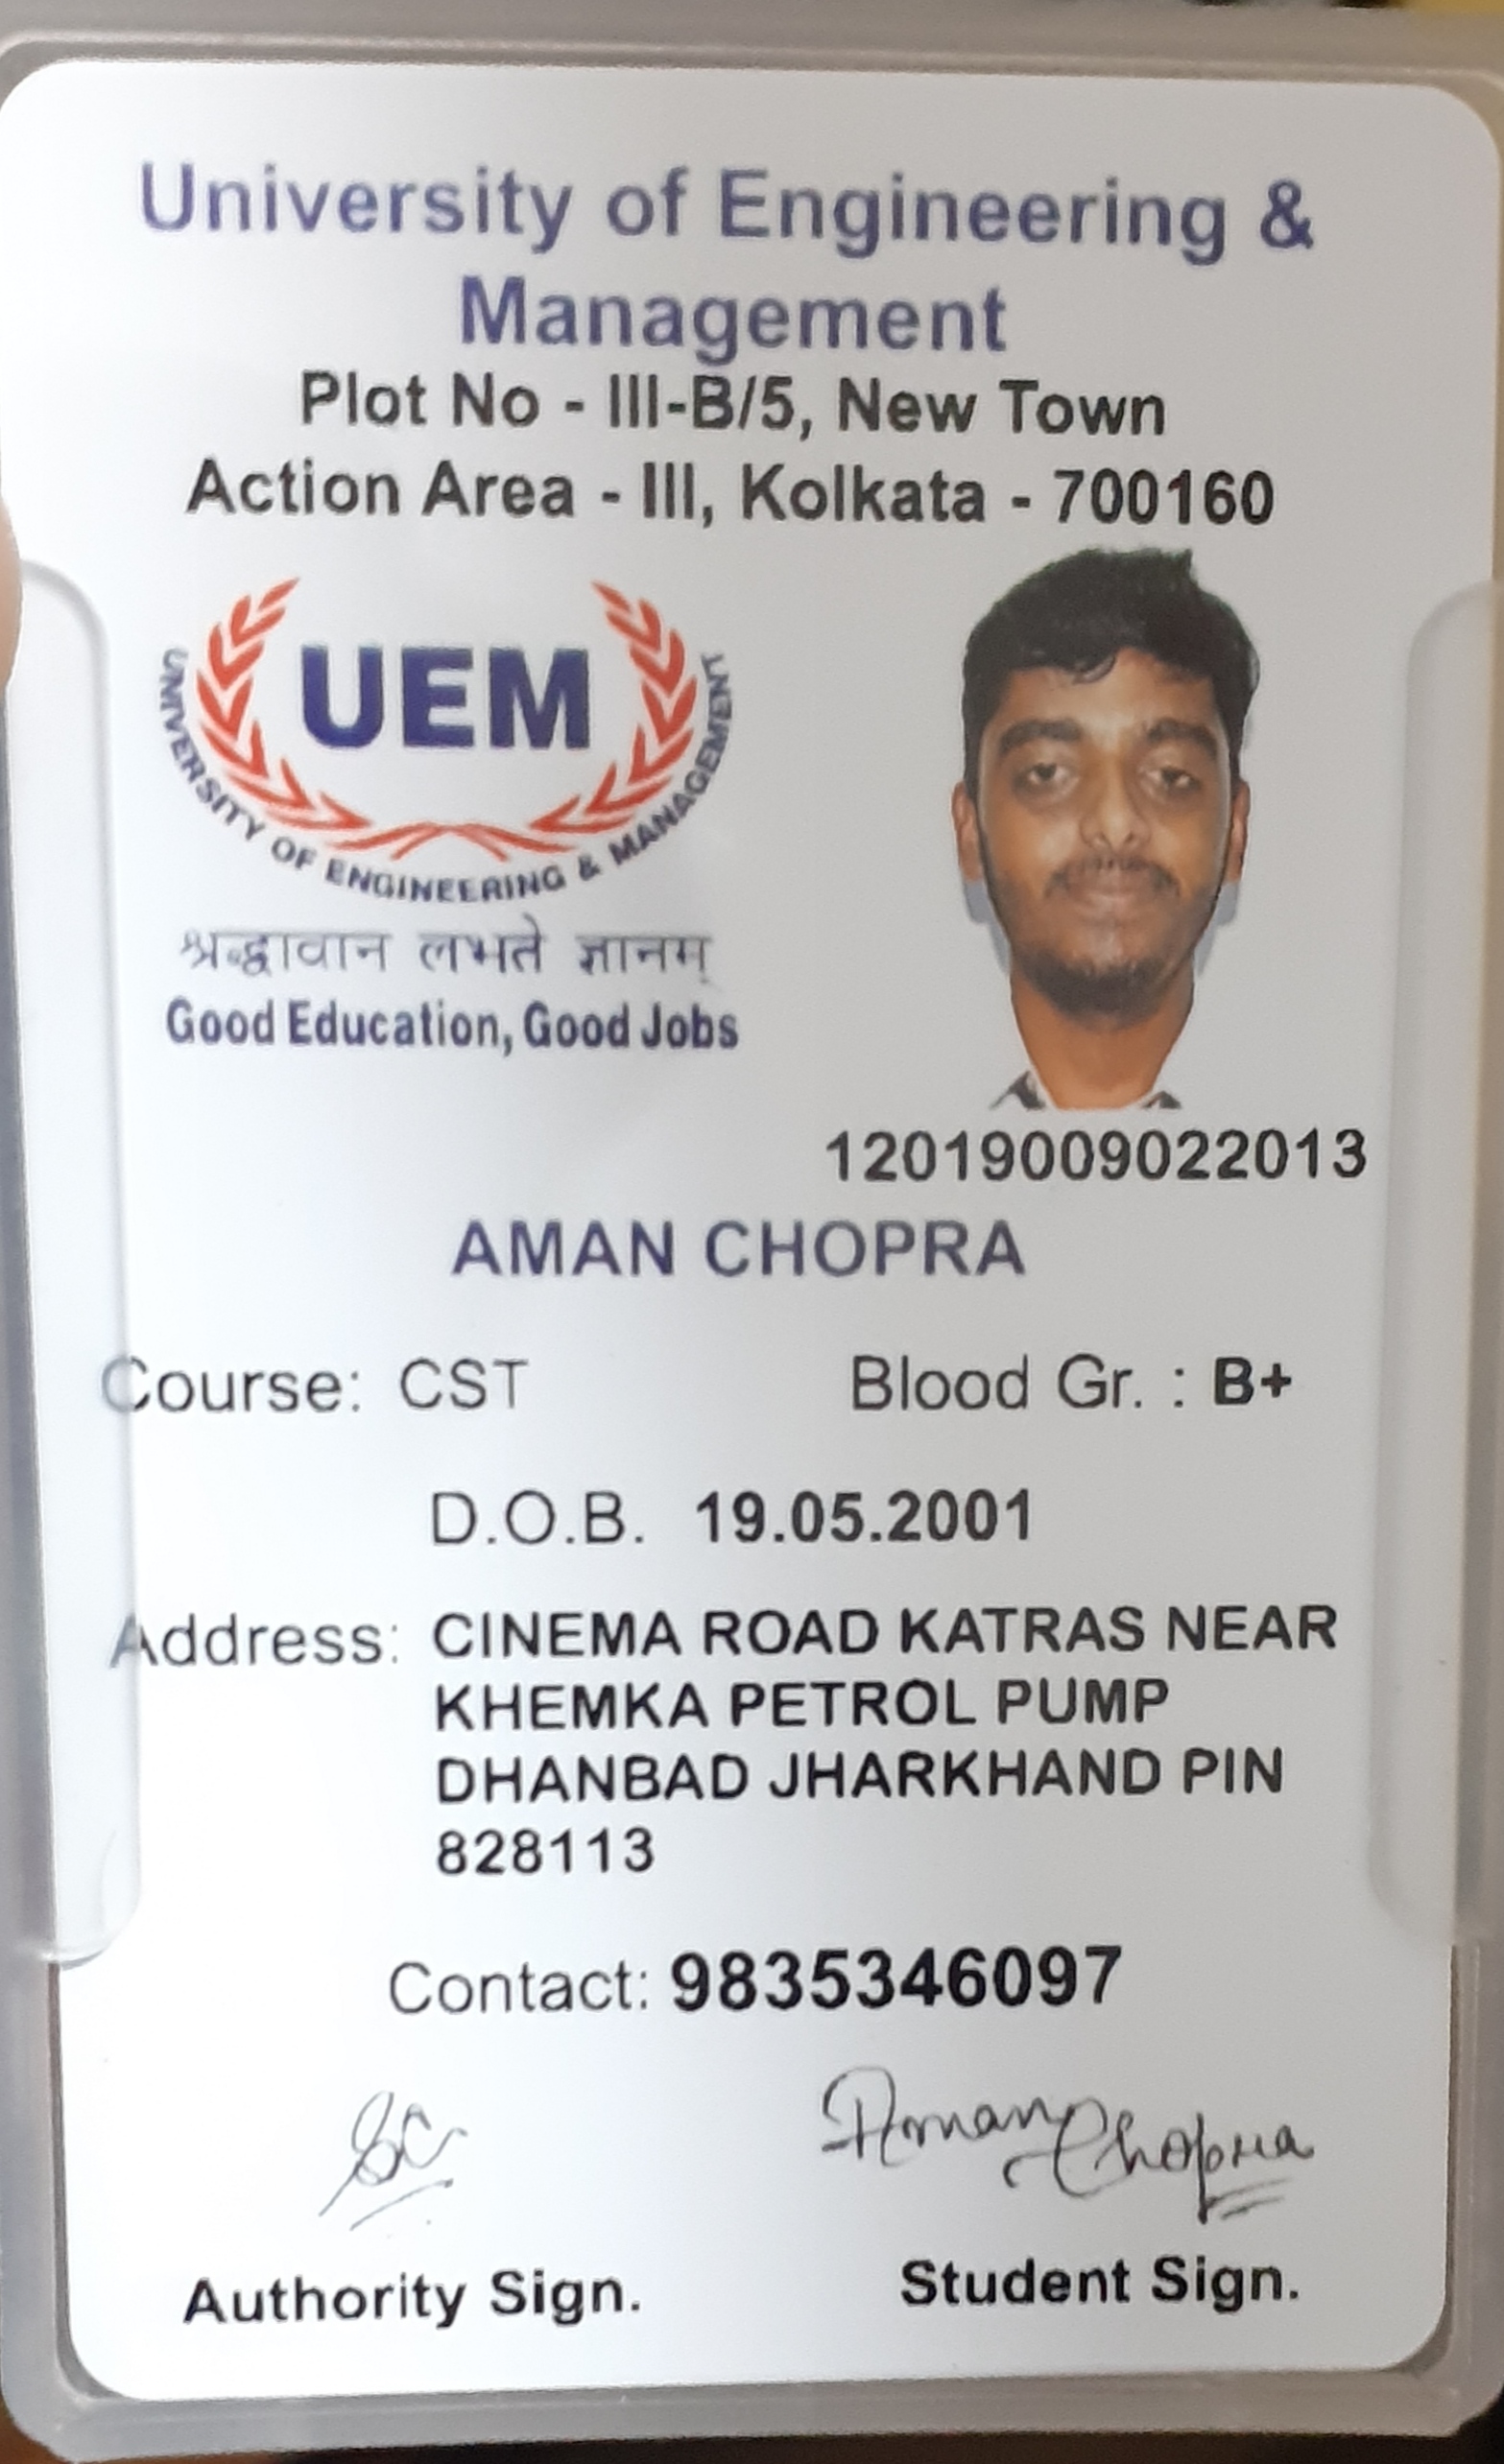 University of Engineering &
Management
Plot No - III-B/5, New Town
Action Area - III, Kolkata - 700160
UEM
UNIVERSITY OF ENGINEERING & MANAGEMENT
श्रद्धावान लभते ज्ञानम्
Good Education, Good Jobs
12019009022013
AMAN CHOPRA
Course: CST Blood Gr. : B+
D.O.B. 19.05.2001
Address: CINEMA ROAD KATRAS NEAR
KHEMKA PETROL PUMP
DHANBAD JHARKHAND PIN
828113
Contact: 9835346097
Aman Chopra
Authority Sign. Student Sign.